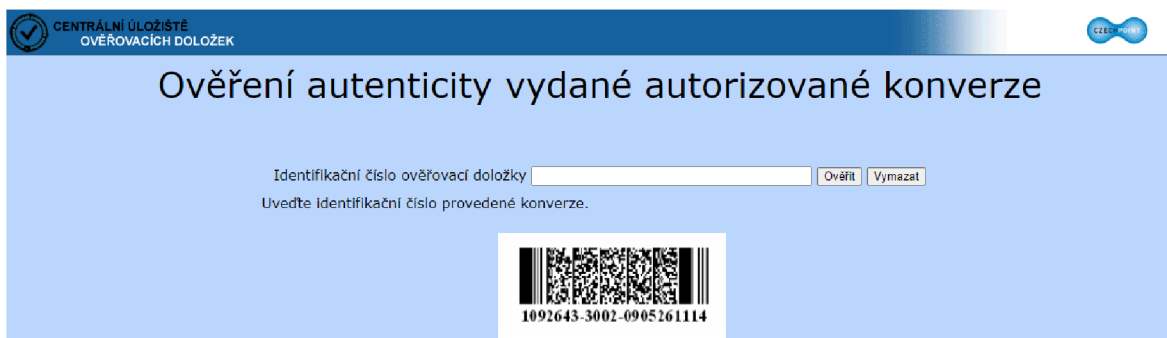 CENTRÁLNÍ ÚLOŽIŠTĚ
OVĚŘOVACÍCH DOLOŽEK
CZECHPOINT
Ověření autenticity vydané autorizované konverze
Identifikační číslo ověřovací doložky
Ověřit
Vymazat
Uveďte identifikační číslo provedené konverze.
1092643-3002-0905261114